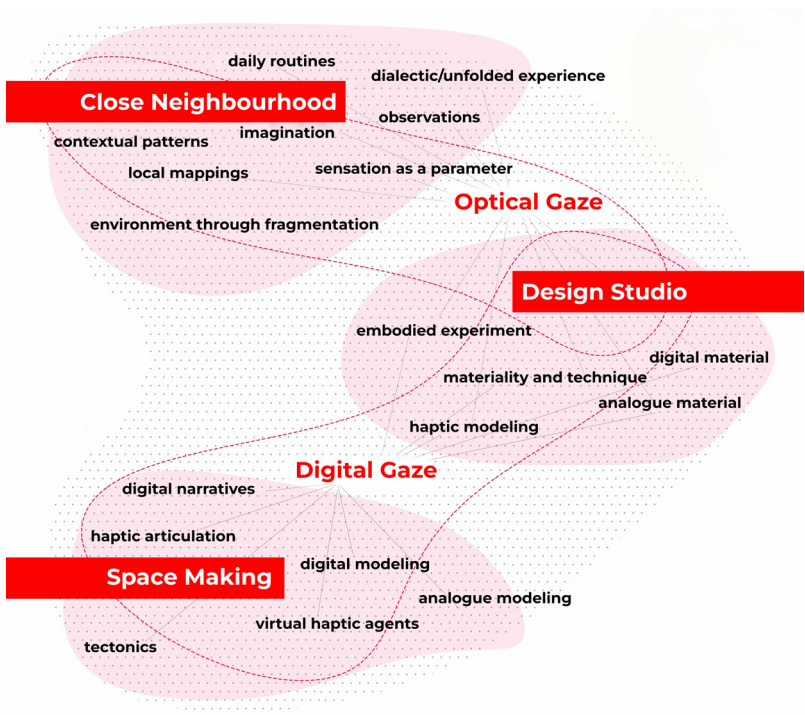 daily routines
dialectic/unfolded experience
Close Neighbourhood
observations
imagination
contextual patterns
sensation as a parameter
local mappings
Optical Gaze
environment through fragmentation
Design Studio
embodied experiment
digital material
materiality and technique
analogue material
haptic modeling
Digital Gaze
digital narratives
haptic articulation
digital modeling
Space Making
analogue modeling
virtual haptic agents
tectonics